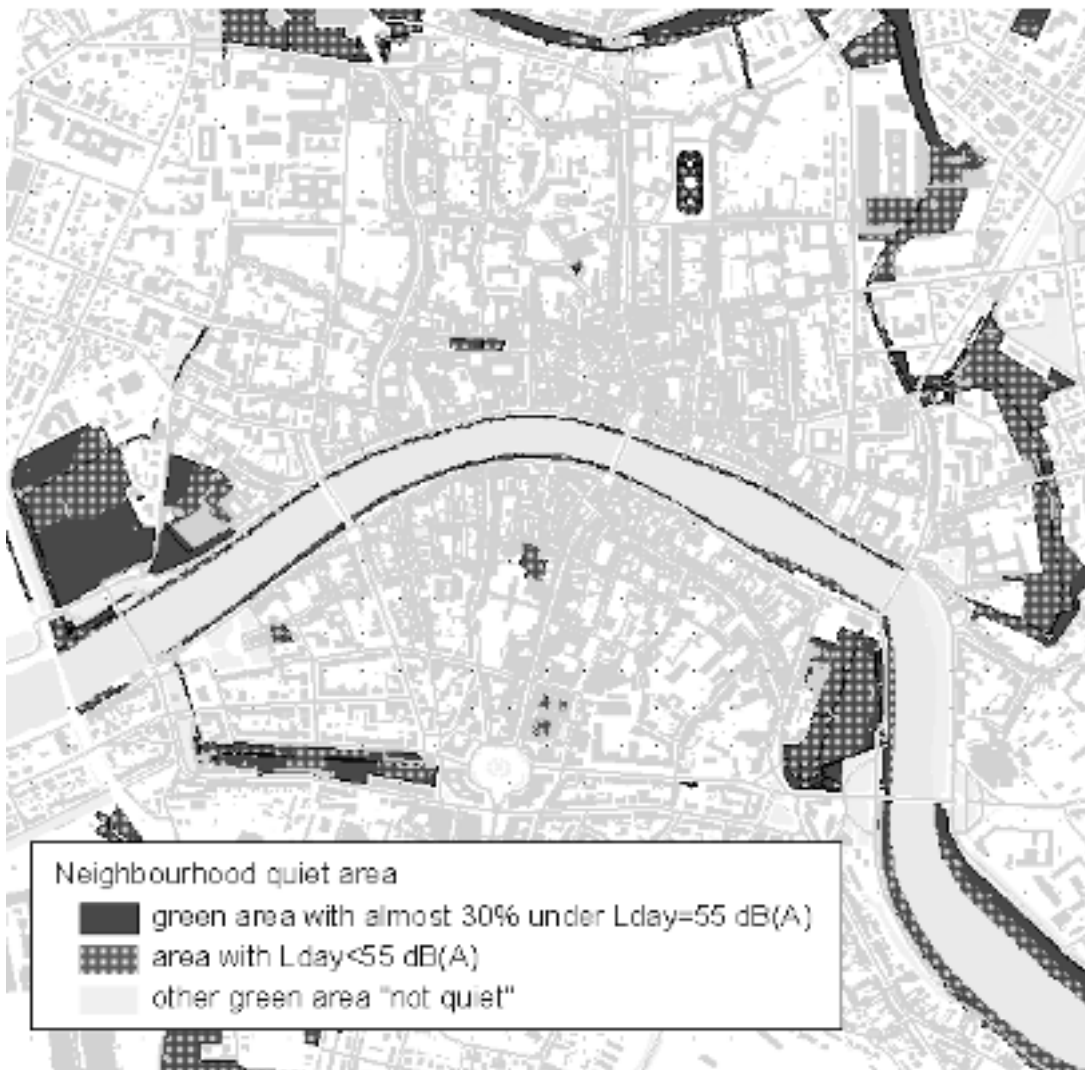 Neighbourhood quiet area
green area with almost 30% under Lday=55 dB(A)
area with Lday<55 dB(A)
other green area "not quiet"